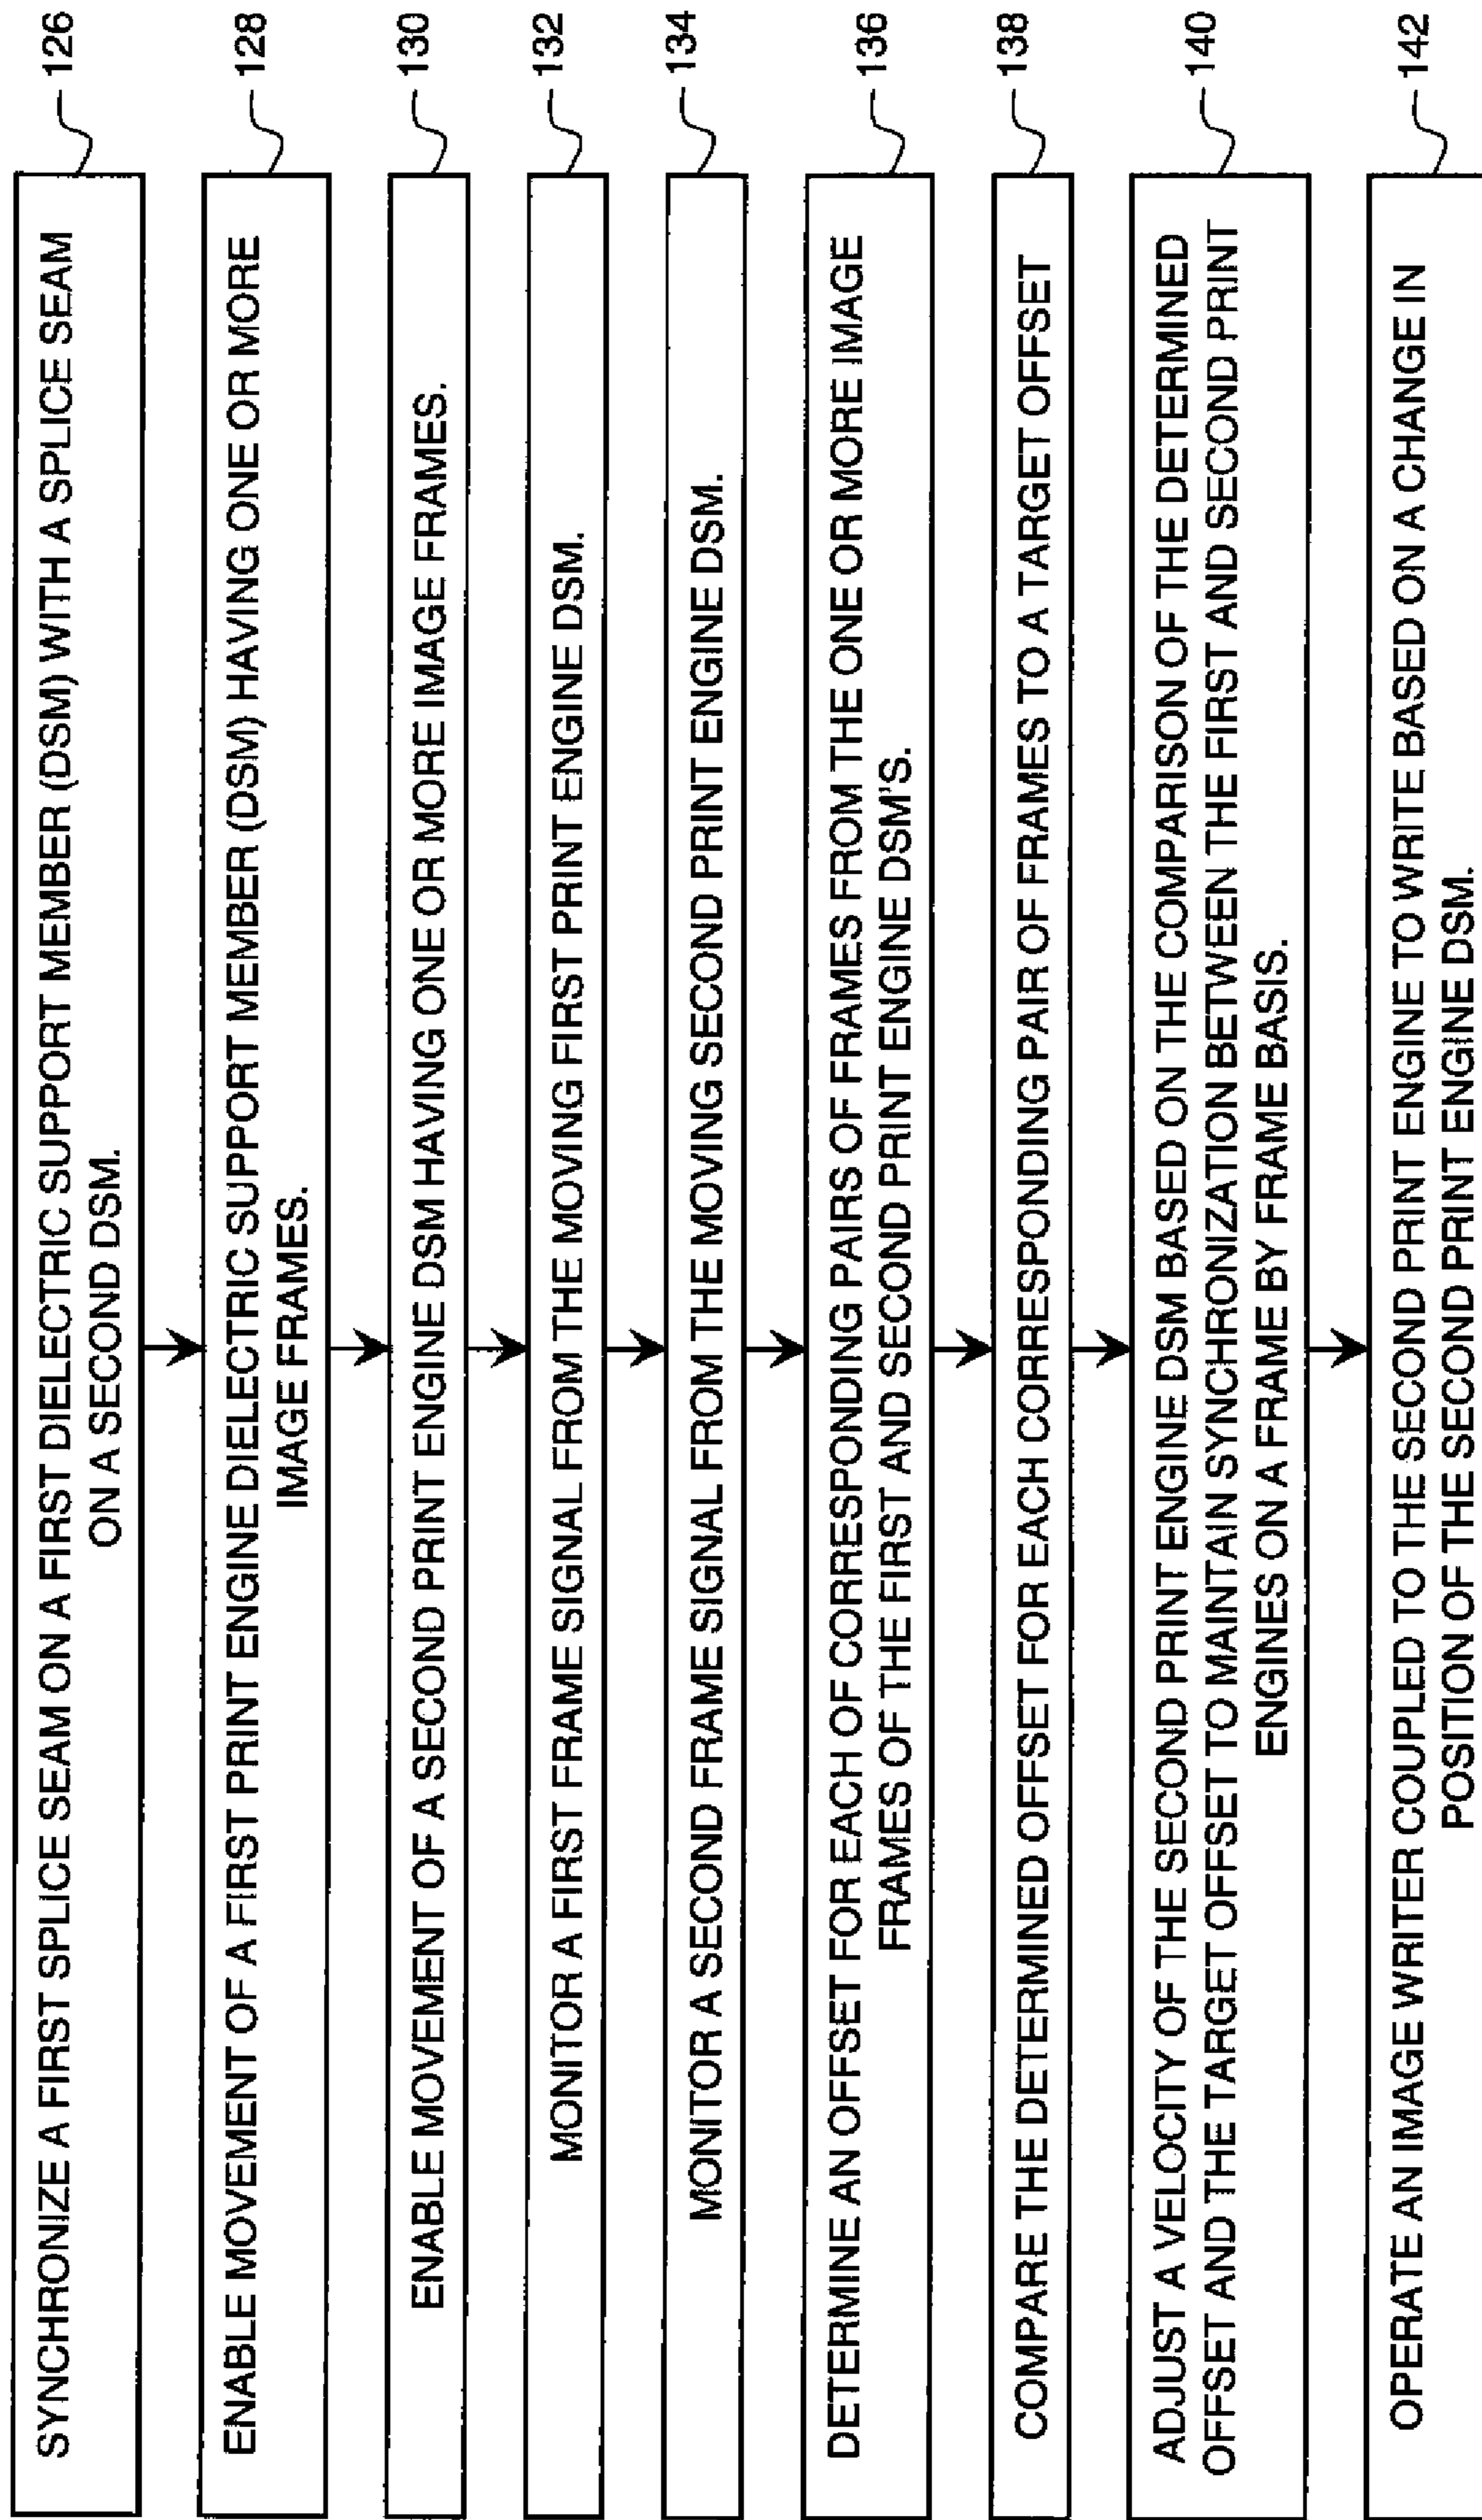 SYNCHRONIZE A FIRST SPLICE SEAM ON A FIRST DIELECTRIC SUPPORT MEMBER (DSM) WITH A SPLICE SEAM
ON A SECOND DSM.
126
ENABLE MOVEMENT OF A FIRST PRINT ENGINE DIELECTRIC SUPPORT MEMBER (DSM) HAVING ONE OR MORE
IMAGE FRAMES.
128
ENABLE MOVEMENT OF A SECOND PRINT ENGINE DSM HAVING ONE OR MORE IMAGE FRAMES.
130
MONITOR A FIRST FRAME SIGNAL FROM THE MOVING FIRST PRINT ENGINE DSM.
132
MONITOR A SECOND FRAME SIGNAL FROM THE MOVING SECOND PRINT ENGINE DSM.
134
DETERMINE AN OFFSET FOR EACH OF CORRESPONDING PAIRS OF FRAMES FROM THE ONE OR MORE IMAGE
FRAMES OF THE FIRST AND SECOND PRINT ENGINE DSM'S.
136
COMPARE THE DETERMINED OFFSET FOR EACH CORRESPONDING PAIR OF FRAMES TO A TARGET OFFSET
138
ADJUST A VELOCITY OF THE SECOND PRINT ENGINE DSM BASED ON THE COMPARISON OF THE DETERMINED
OFFSET AND THE TARGET OFFSET TO MAINTAIN SYNCHRONIZATION BETWEEN THE FIRST AND SECOND PRINT
ENGINES ON A FRAME BY FRAME BASIS.
140
OPERATE AN IMAGE WRITER COUPLED TO THE SECOND PRINT ENGINE TO WRITE BASED ON A CHANGE IN
POSITION OF THE SECOND PRINT ENGINE DSM.
142